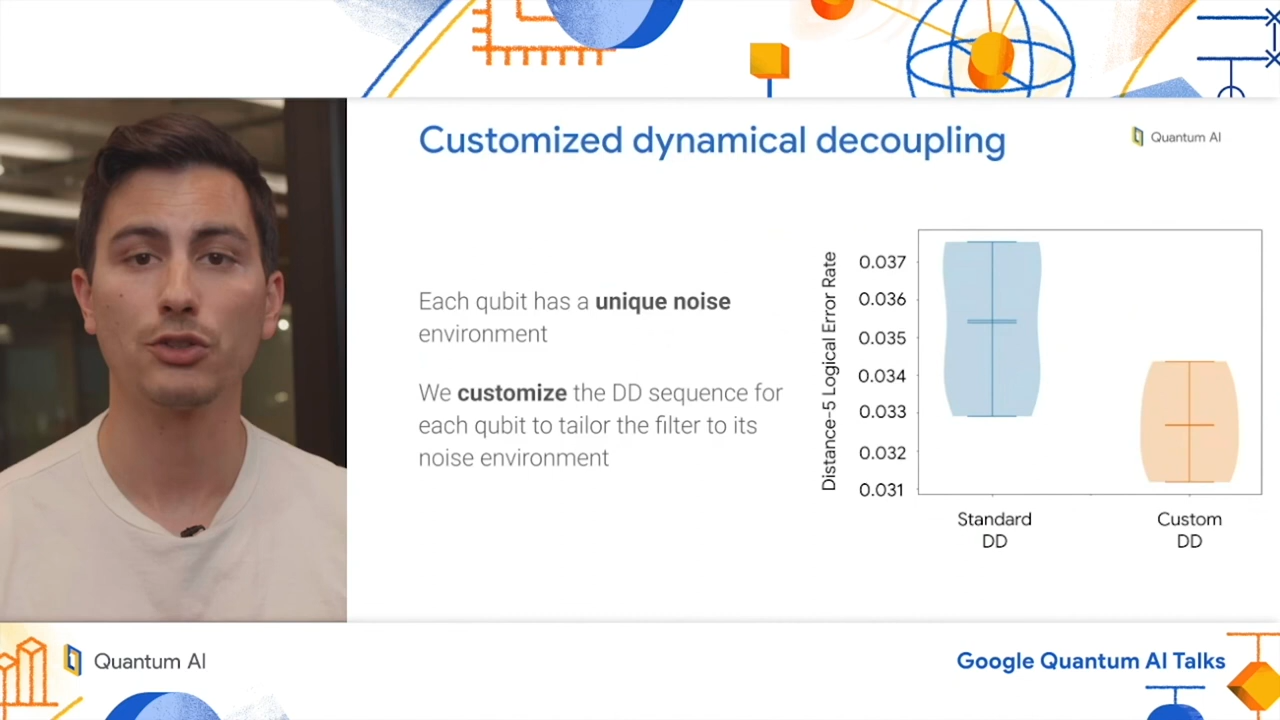 Customized dynamical decoupling
Quantum AI
Each qubit has a unique noise
environment
We customize the DD sequence for
each qubit to tailor the filter to its
noise environment
Distance-5 Logical Error Rate
0.037
0.036
0.035
0.034
0.033
0.032
0.031
Standard
DD
Custom
DD
Quantum AI
Google Quantum AI Talks